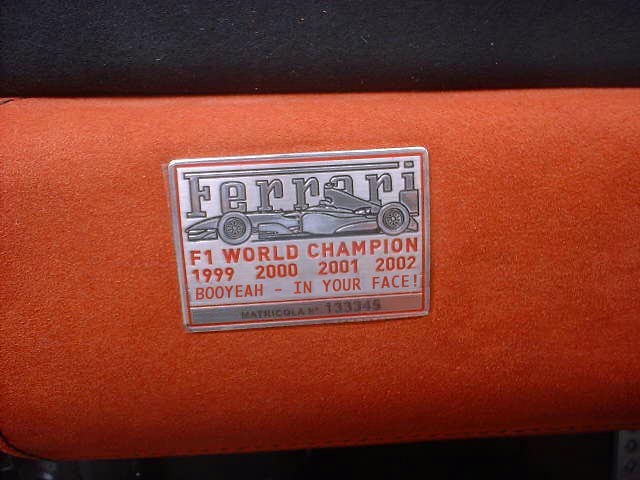 Ferrari
F1 WORLD CHAMPION
1999 2000 2001 2002
BOOYEAH - IN YOUR FACE!
MATRICOLA N° 133345